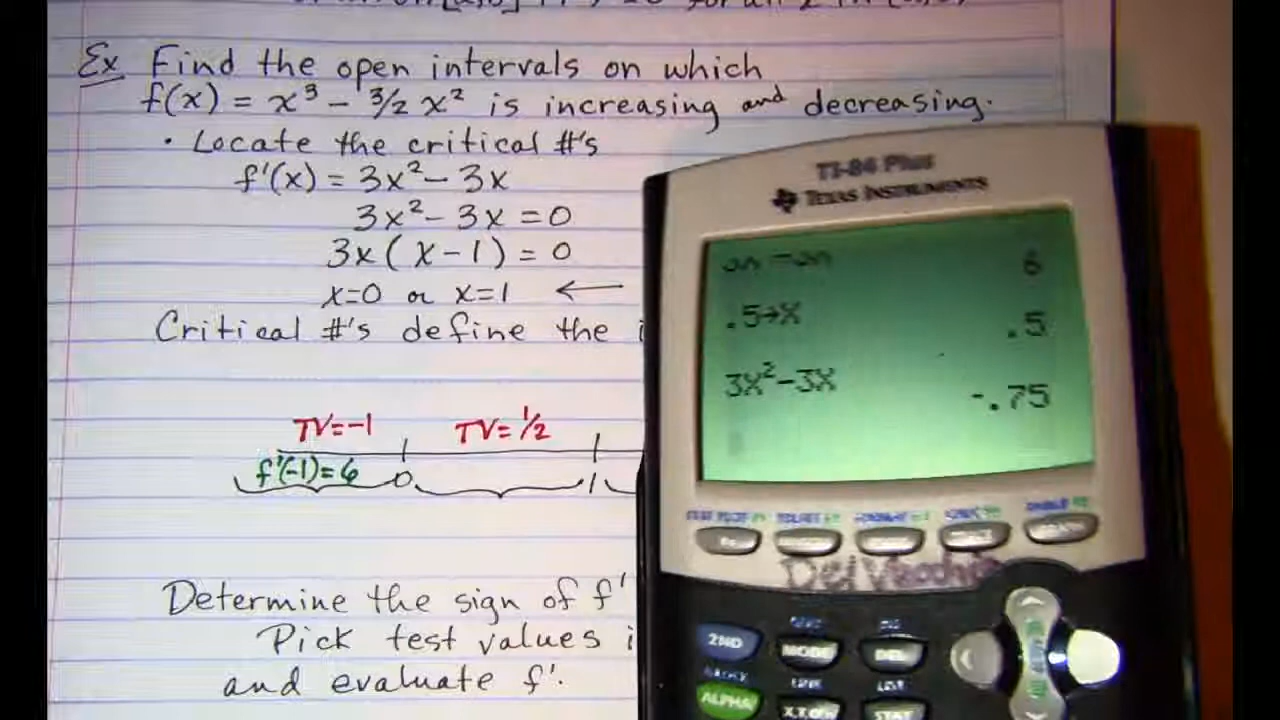 Ex Find the open intervals on which
f(x) = x³ - 3/2 x² is increasing and decreasing.
• Locate the critical #'s
f'(x) = 3x² - 3x
3x² - 3x = 0
3x(x-1) = 0
x=0 or x=1 ←
Critical #'s define the
TV=-1 TV=1/2
f'(-1)=6 0 1
Determine the sign of f'
Pick test values
and evaluate f'.
TI-84 Plus
TEXAS INSTRUMENTS
6
.5→X
.5
3X²-3X
-.75
Del Vecchio
2ND MODE DEL
ALPHA X,T,Θ,n STAT